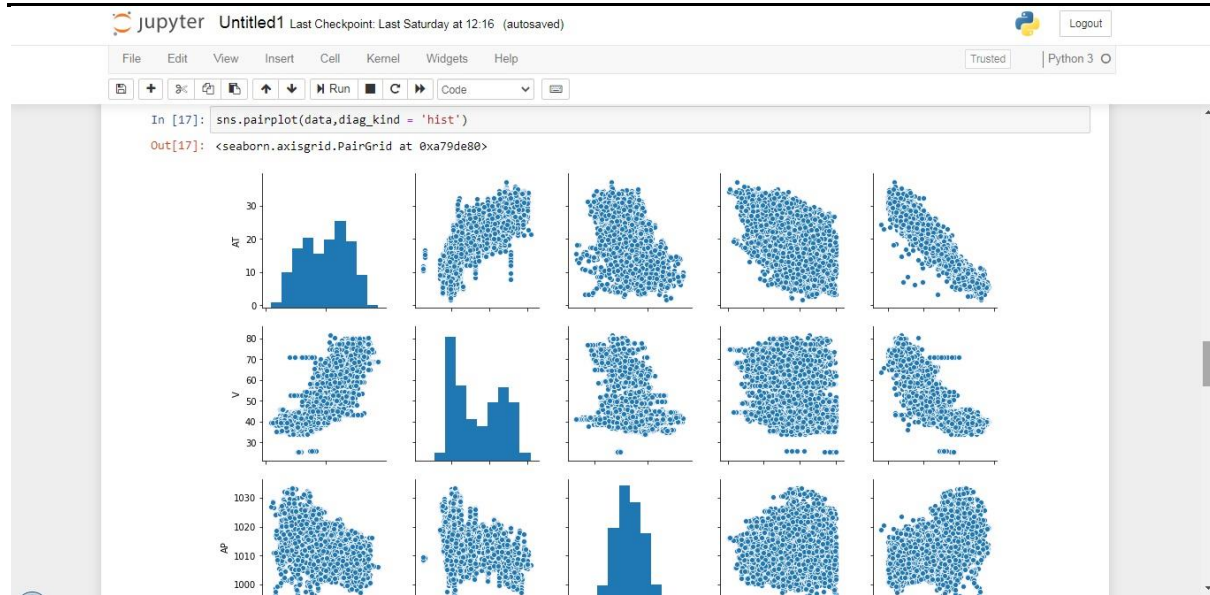 jupyter Untitled1 Last Checkpoint: Last Saturday at 12:16 (autosaved)
Logout
File Edit View Insert Cell Kernel Widgets Help
Trusted
Python 3
Run
Code
In [17]: sns.pairplot(data,diag_kind = 'hist')
Out[17]: <seaborn.axisgrid.PairGrid at 0xa79de80>
30
20
10
0
AT
80
70
60
50
40
30
V
1030
1020
1010
1000
AP